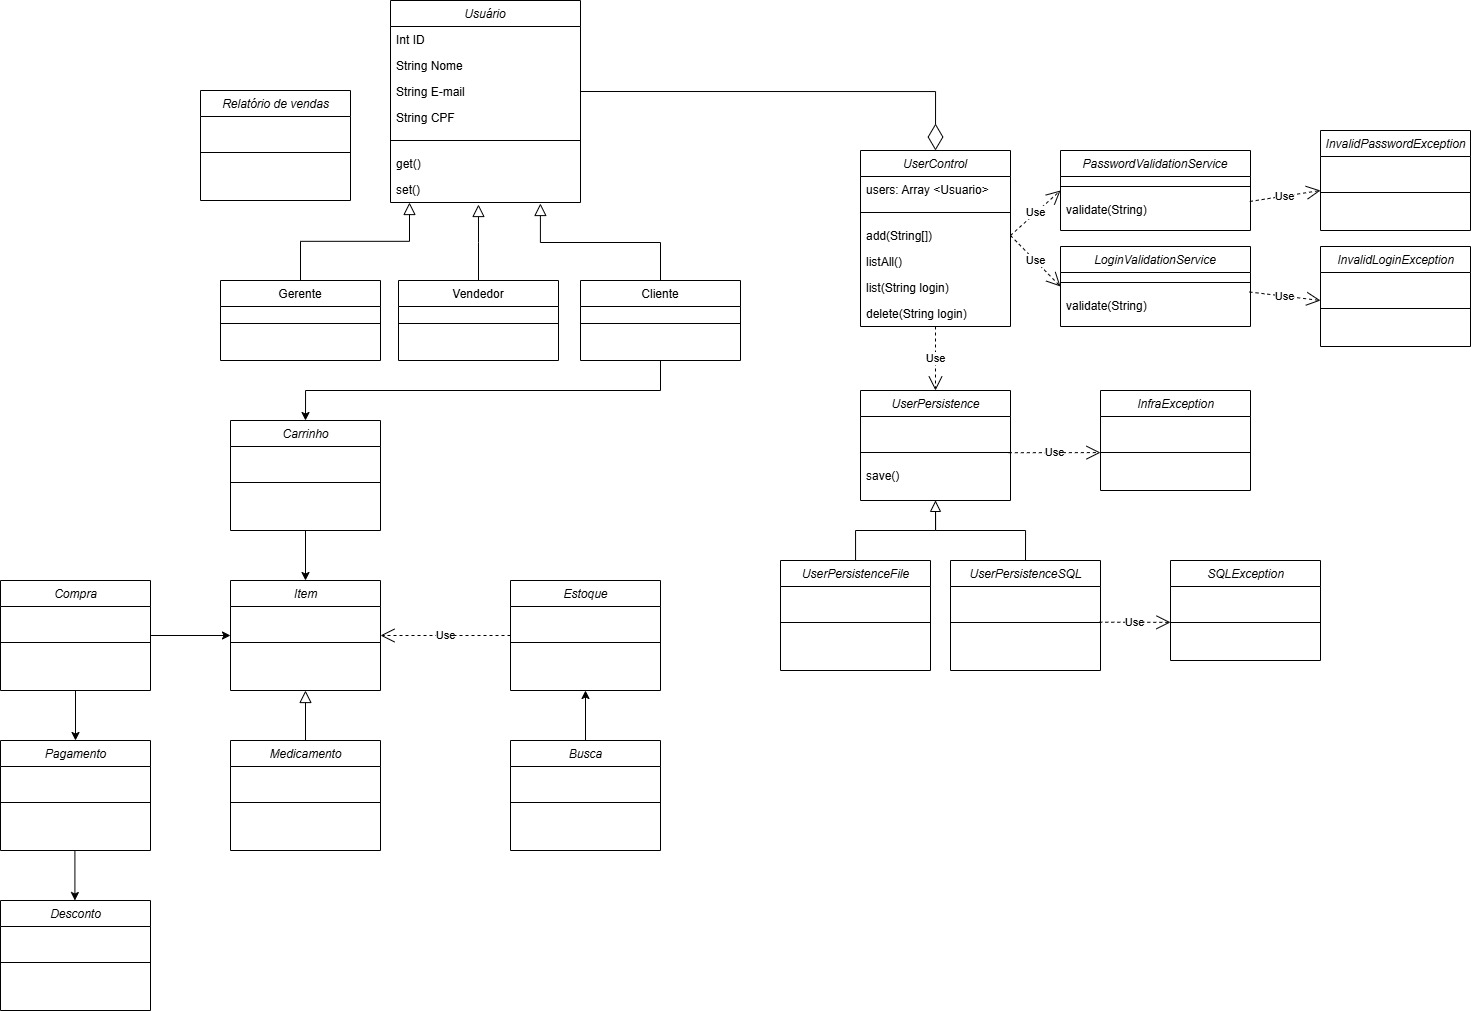 Usuário
Int ID
String Nome
String E-mail
String CPF
get()
set()
Relatório de vendas
Gerente
Vendedor
Cliente
Carrinho
Compra
Item
Use
Estoque
Pagamento
Medicamento
Busca
Desconto
UserControl
users: Array <Usuario>
add(String[])
listAll()
list(String login)
delete(String login)
Use
Use
PasswordValidationService
validate(String)
Use
InvalidPasswordException
LoginValidationService
validate(String)
Use
InvalidLoginException
Use
UserPersistence
save()
Use
InfraException
UserPersistenceFile
UserPersistenceSQL
Use
SQLException